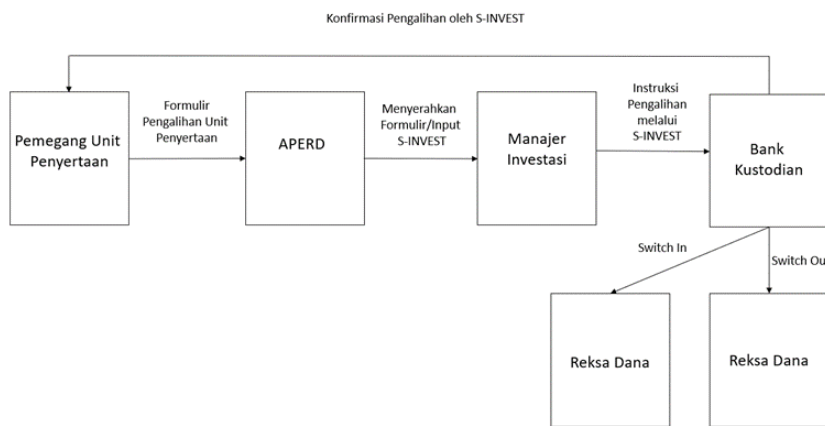 Konfirmasi Pengalihan oleh S-INVEST
Pemegang Unit
Penyertaan
Formulir
Pengalihan Unit
Penyertaan
APERD
Menyerahkan
Formulir/Input
S-INVEST
Manajer
Investasi
Instruksi
Pengalihan
melalui
S-INVEST
Bank
Kustodian
Switch In
Switch Ou
Reksa Dana
Reksa Dana